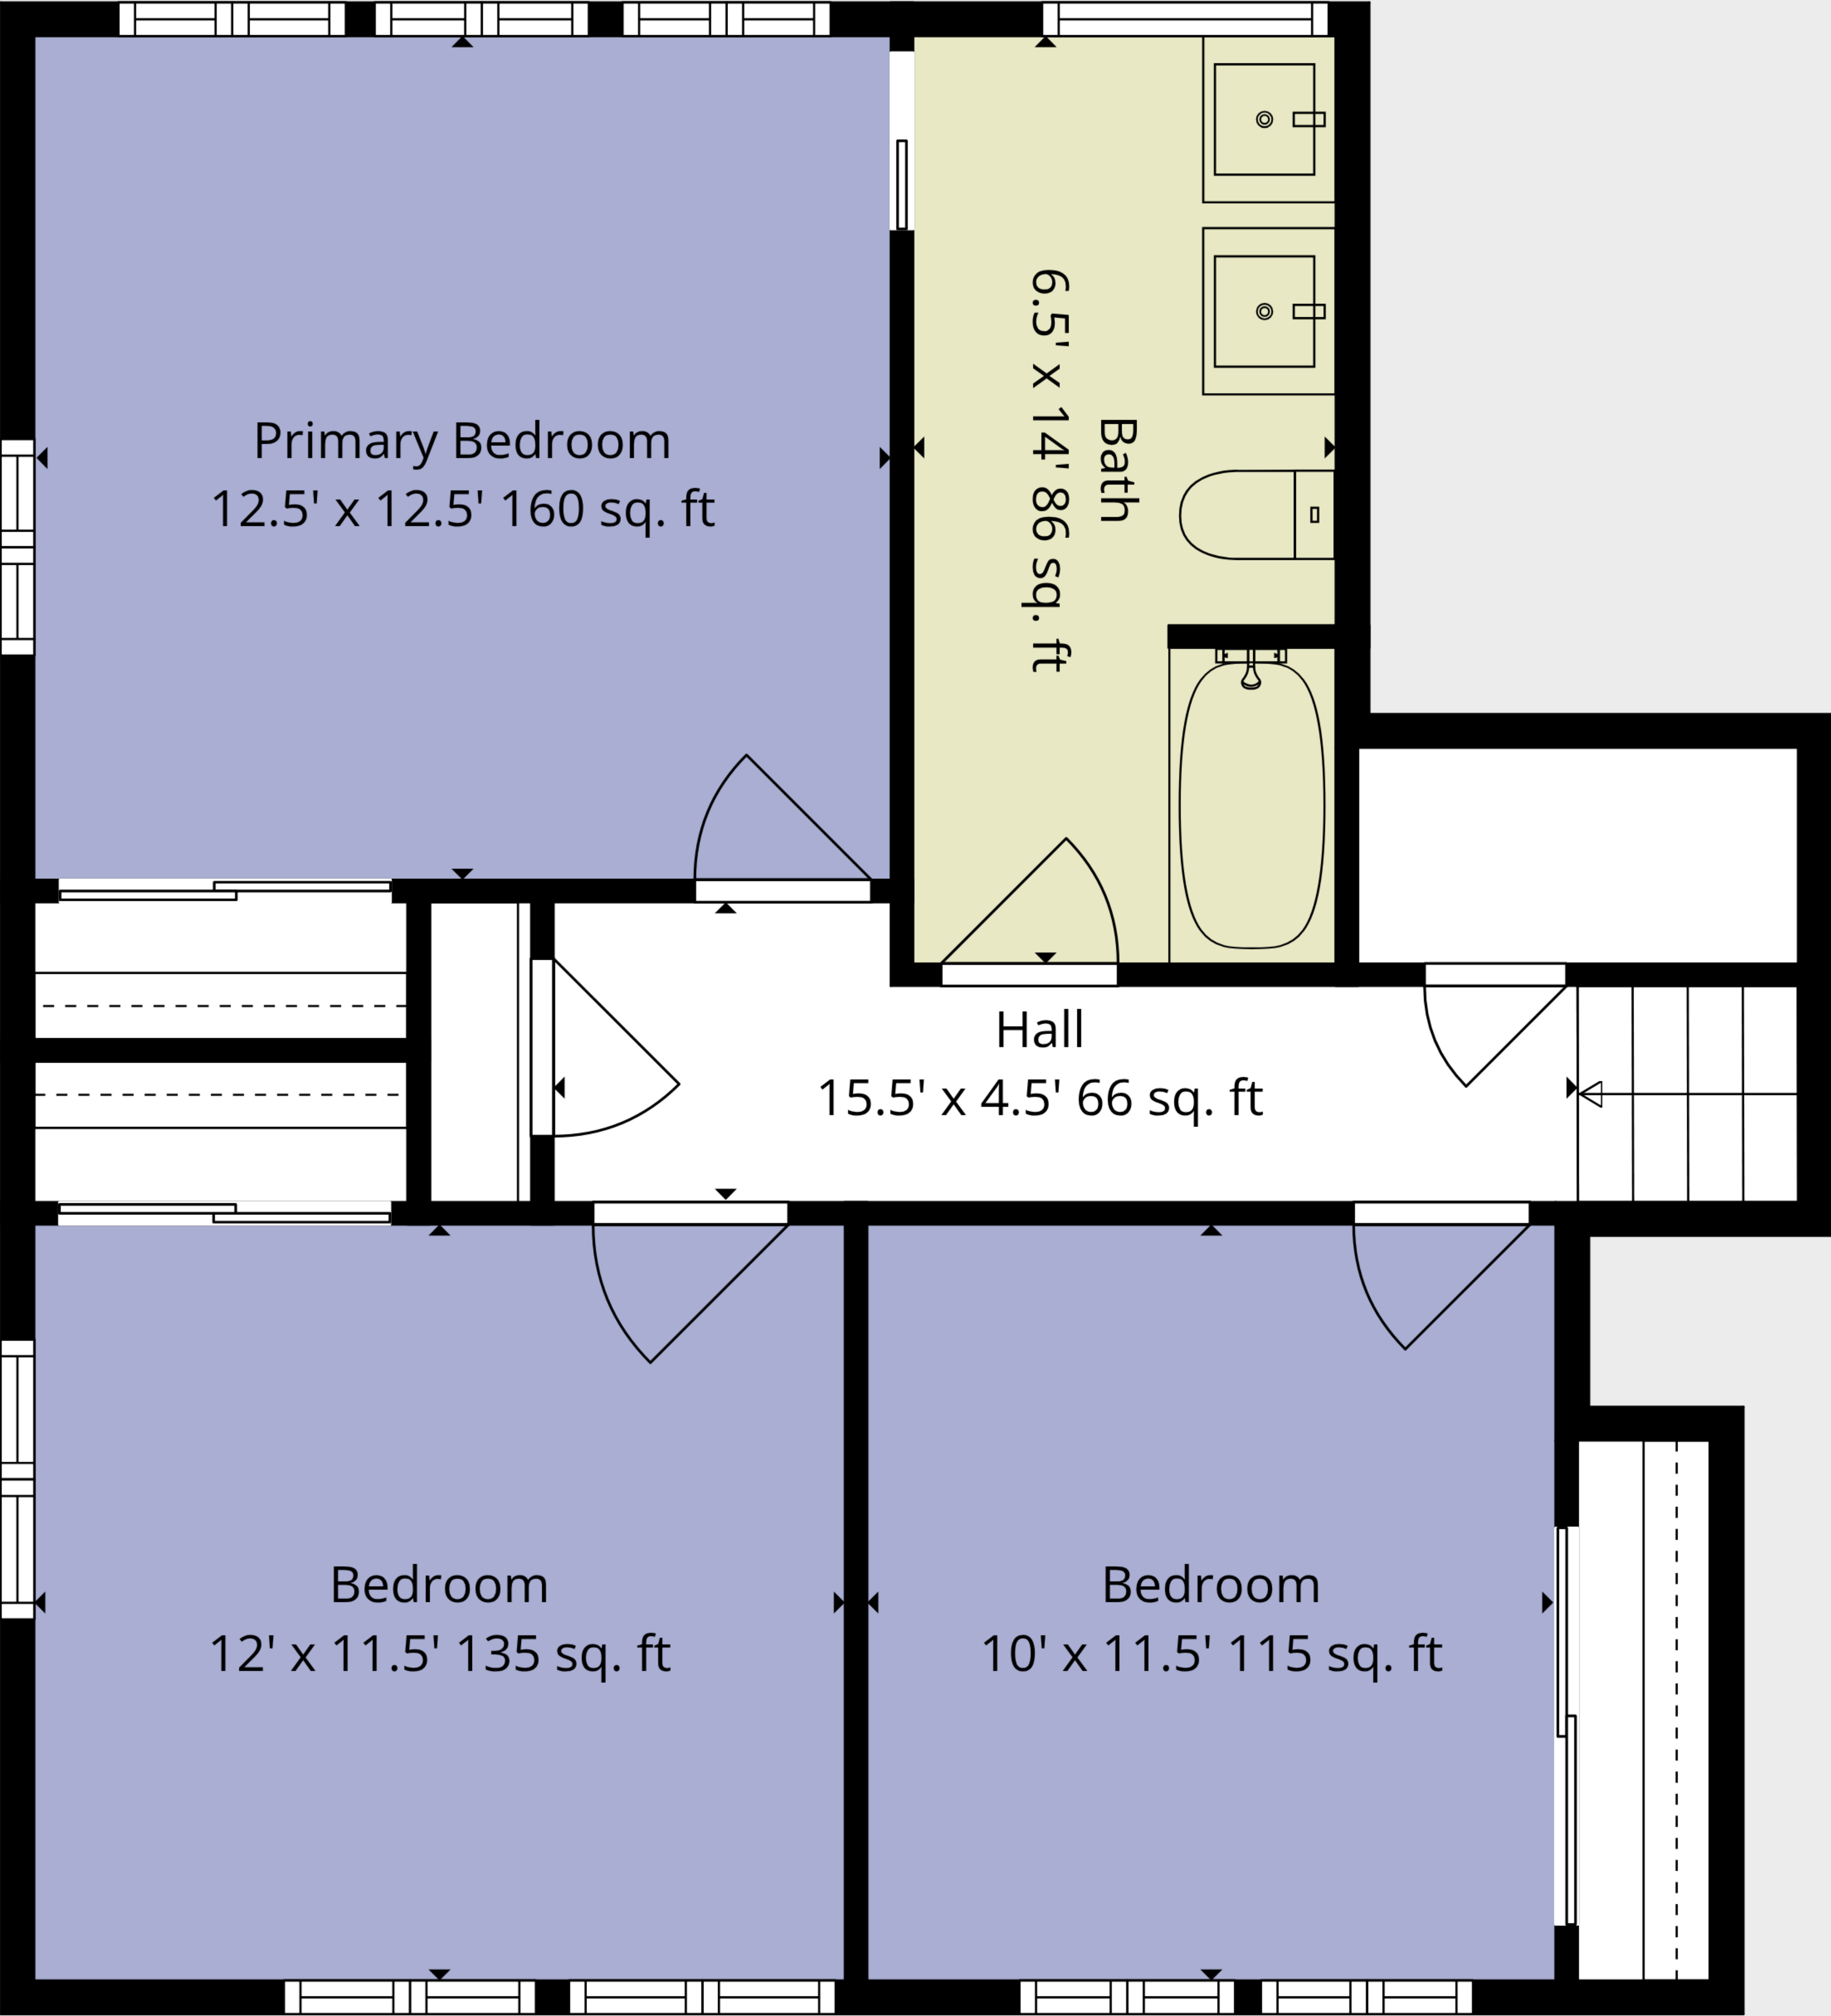 Primary Bedroom
12.5' x 12.5' 160 sq. ft
Bath
6.5' x 14' 86 sq. ft
Hall
15.5' x 4.5' 66 sq. ft
Bedroom
12' x 11.5' 135 sq. ft
Bedroom
10' x 11.5' 115 sq. ft